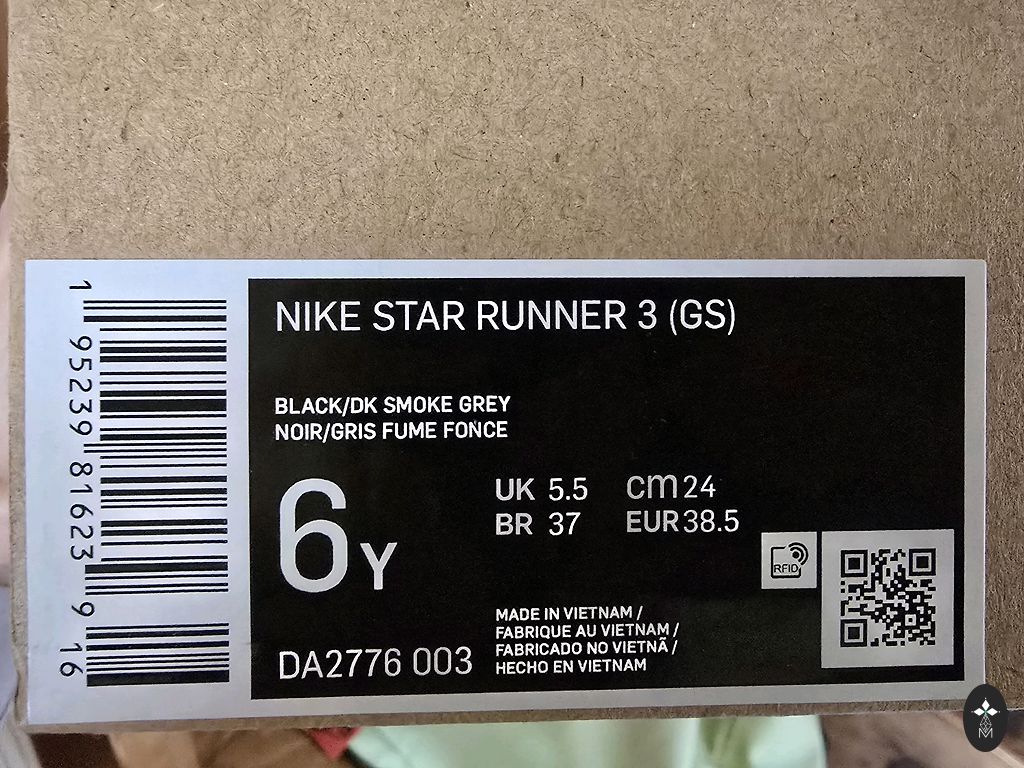 NIKE STAR RUNNER 3 (GS)
BLACK/DK SMOKE GREY
NOIR/GRIS FUME FONCE
6Y
UK 5.5 cm 24
BR 37 EUR 38.5
RFID
MADE IN VIETNAM /
FABRIQUE AU VIETNAM /
FABRICADO NO VIETNÃ /
HECHO EN VIETNAM
DA2776 003
1 95239 81623 9 16
M